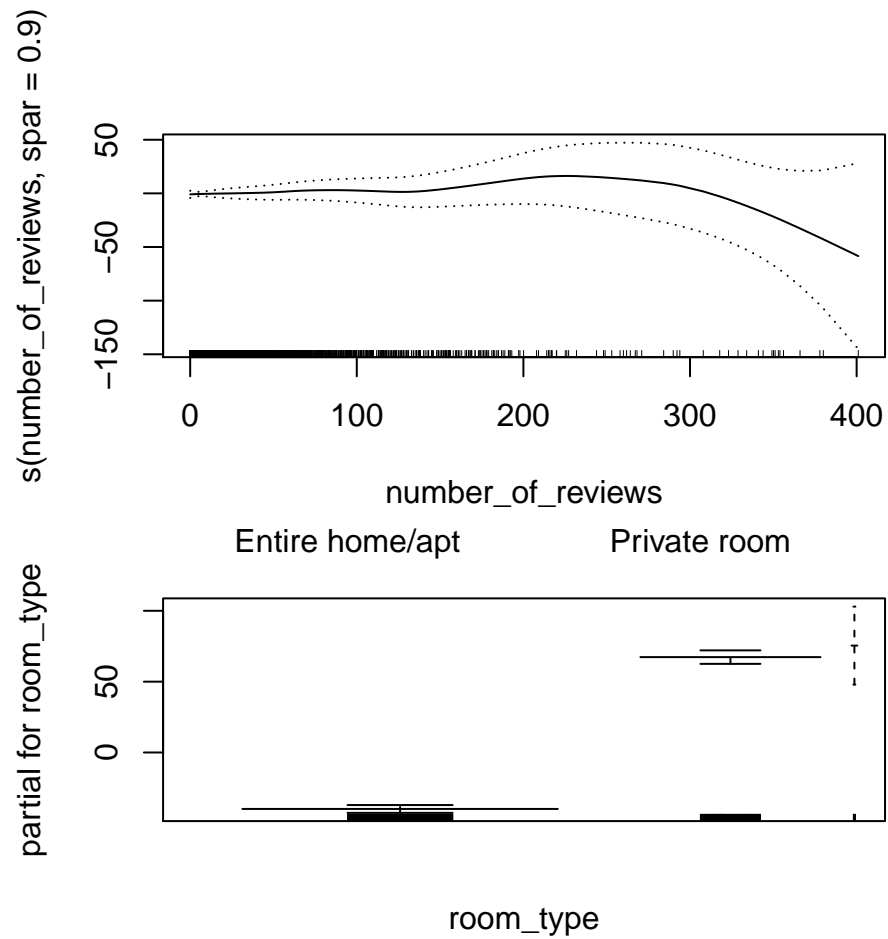 s(number_of_reviews, spar = 0.9)
50
−50
−150
0
100
200
300
400
number_of_reviews
Entire home/apt
Private room
partial for room_type
50
0
room_type